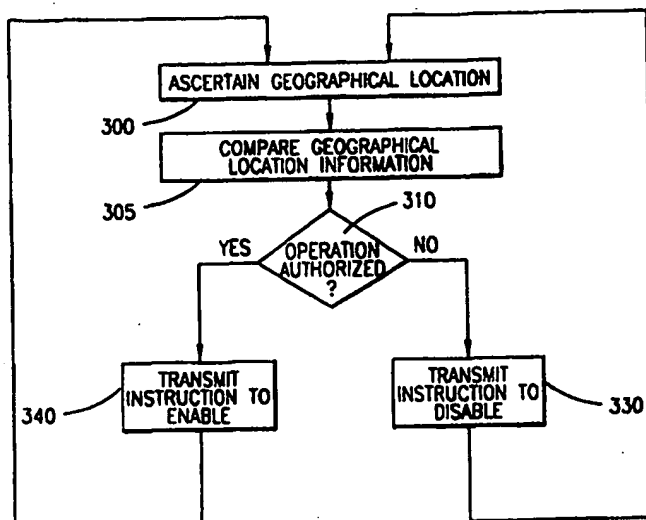 ASCERTAIN GEOGRAPHICAL LOCATION
300
COMPARE GEOGRAPHICAL
LOCATION INFORMATION
305
310
YES
OPERATION
AUTHORIZED
?
NO
TRANSMIT
INSTRUCTION TO
ENABLE
340
TRANSMIT
INSTRUCTION TO
DISABLE
330